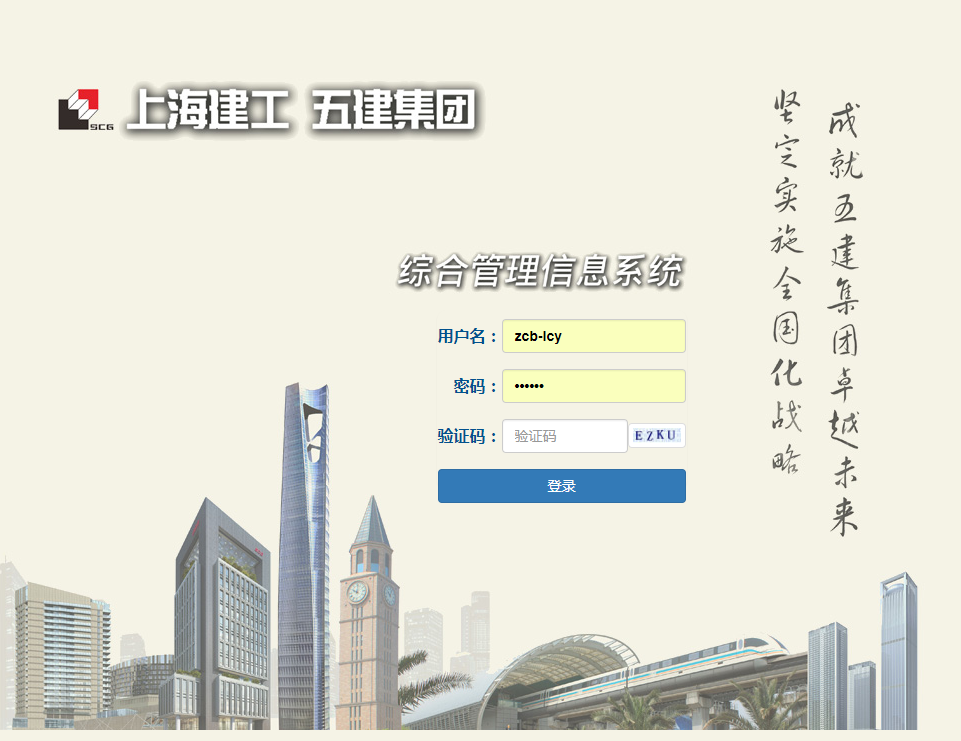 SCG
上海建工 五建集团
坚定实施全国化战略
成就五建集团卓越未来
综合管理信息系统
用户名：
zcb-lcy
密码：
••••••
验证码：
验证码
EZKU
登录